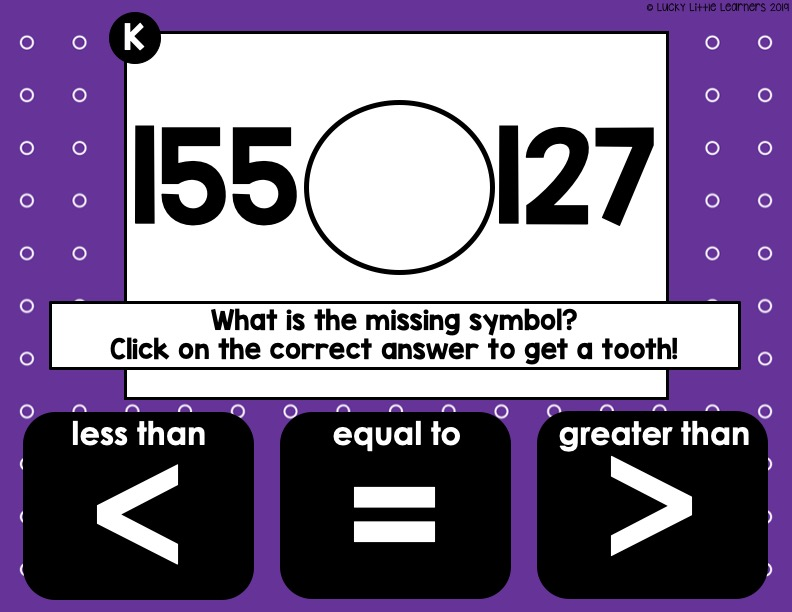 © Lucky Little Learners 2019
K
155 127
What is the missing symbol?
Click on the correct answer to get a tooth!
less than equal to greater than
< = >